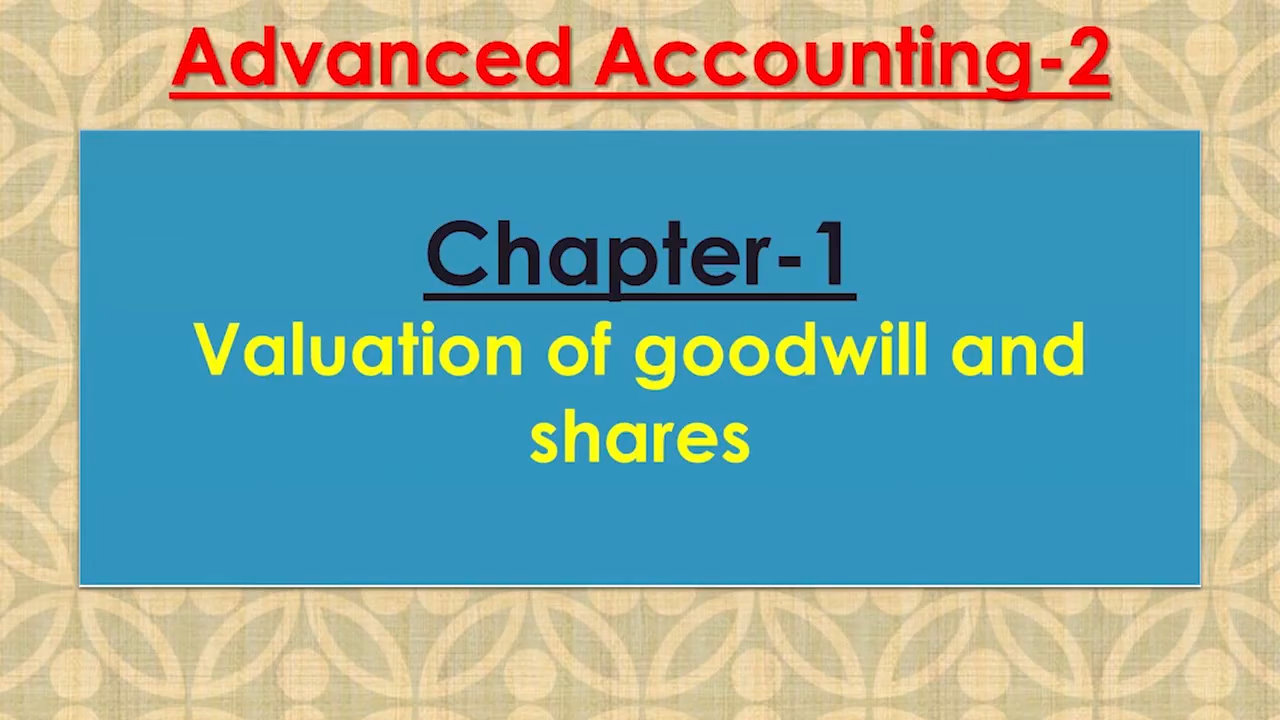 Advanced Accounting-2
Chapter-1
Valuation of goodwill and
shares